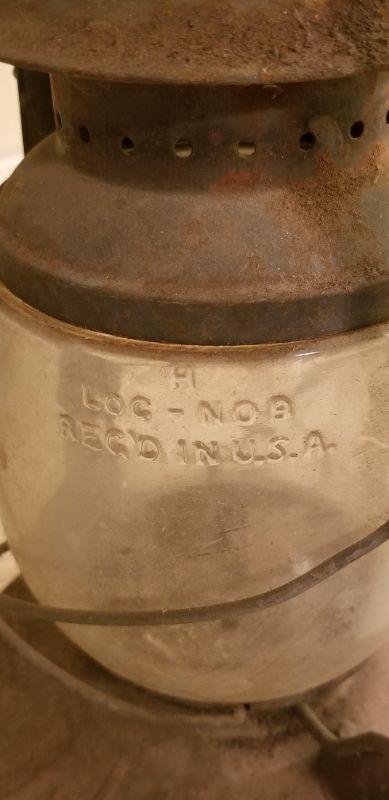 H
LOC - NOB
REG'D IN U.S.A.